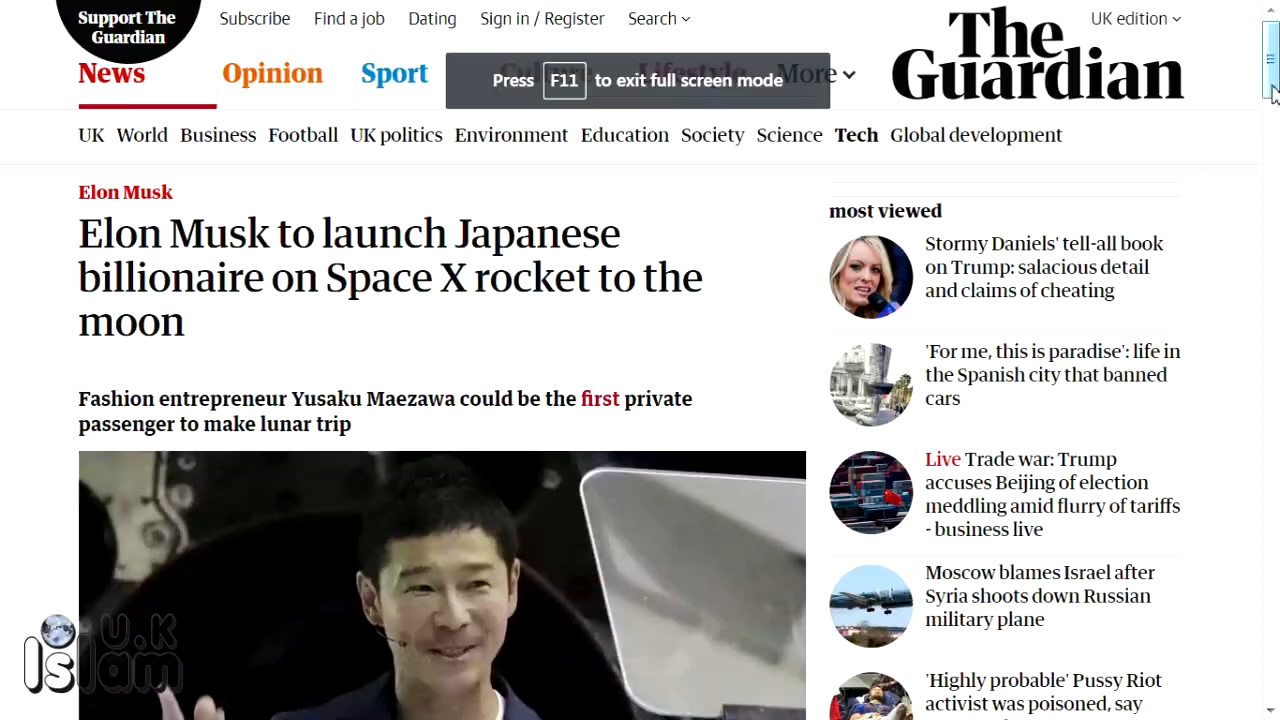 Support The
Guardian
Subscribe
Find a job
Dating
Sign in / Register
Search
UK edition
The
Guardian
News
Opinion
Sport
Culture
Lifestyle
More
Press F11 to exit full screen mode
UK
World
Business
Football
UK politics
Environment
Education
Society
Science
Tech
Global development
Elon Musk
Elon Musk to launch Japanese
billionaire on Space X rocket to the
moon
Fashion entrepreneur Yusaku Maezawa could be the first private
passenger to make lunar trip
most viewed
Stormy Daniels' tell-all book
on Trump: salacious detail
and claims of cheating
'For me, this is paradise': life in
the Spanish city that banned
cars
Live Trade war: Trump
accuses Beijing of election
meddling amid flurry of tariffs
- business live
Moscow blames Israel after
Syria shoots down Russian
military plane
'Highly probable' Pussy Riot
activist was poisoned, say
U.K
Islam